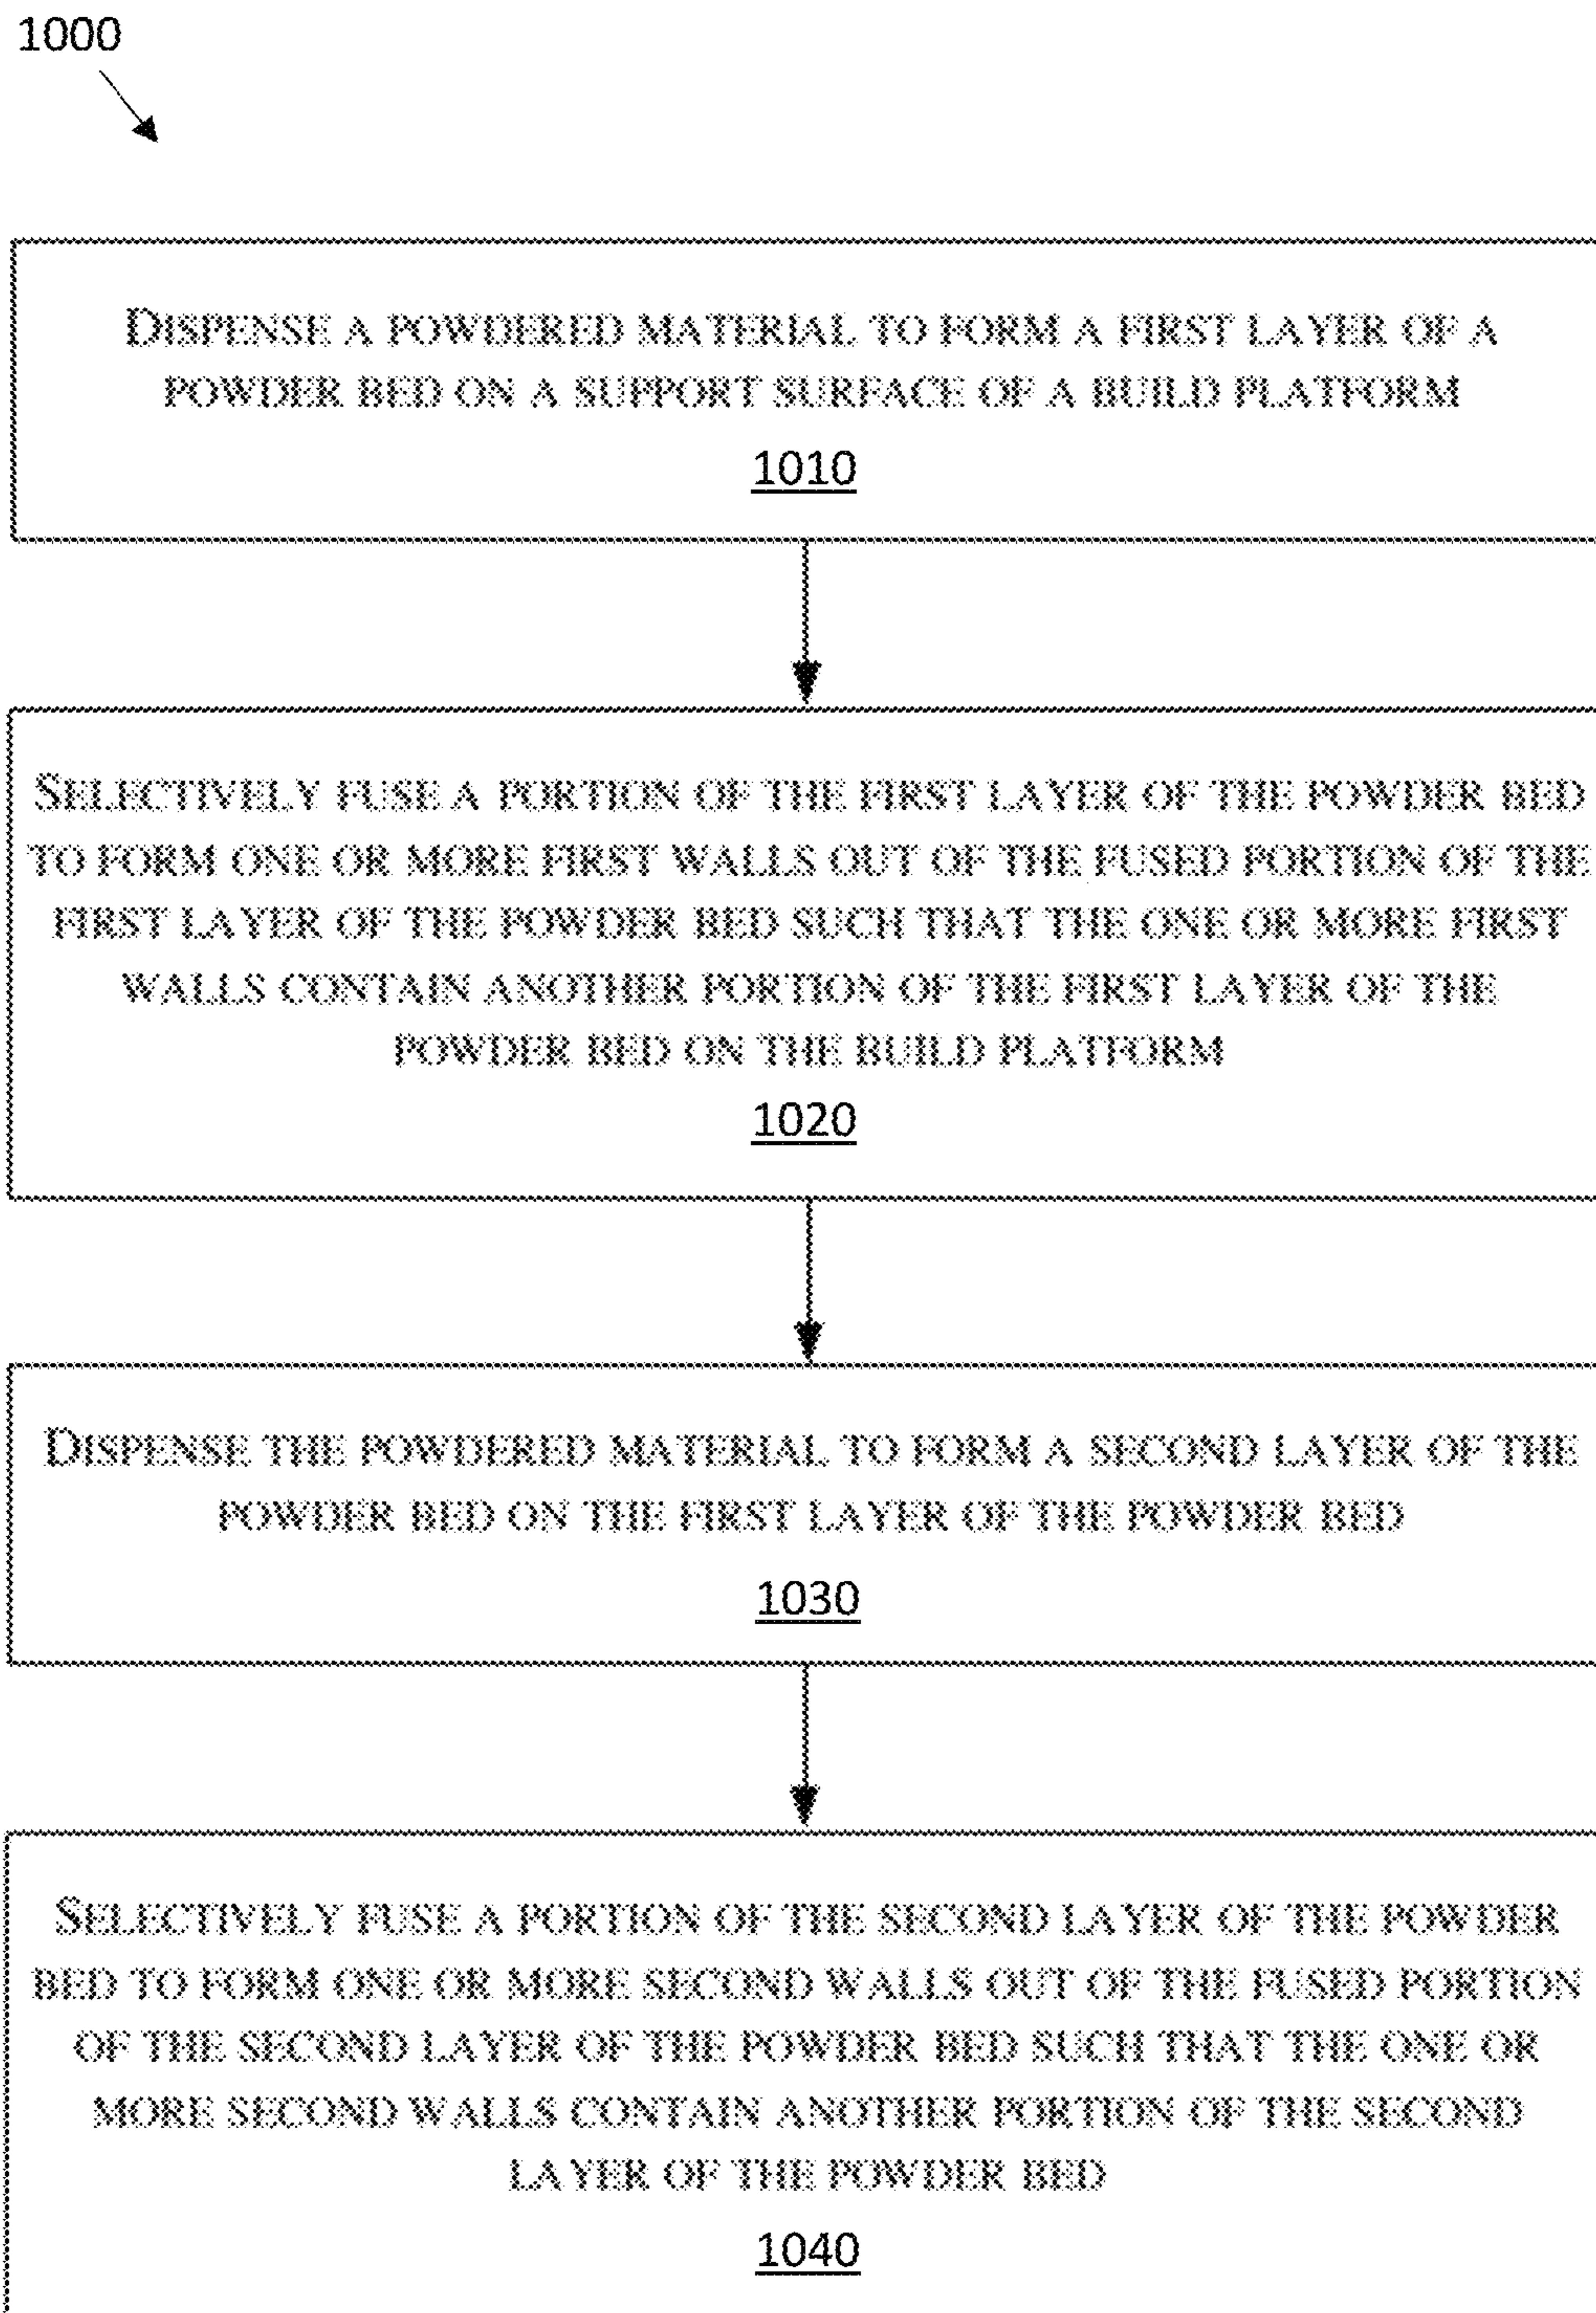 1000
DISPENSE A POWDERED MATERIAL TO FORM A FIRST LAYER OF A
POWDER BED ON A SUPPORT SURFACE OF A BUILD PLATFORM
1010
SELECTIVELY FUSE A PORTION OF THE FIRST LAYER OF THE POWDER BED
TO FORM ONE OR MORE FIRST WALLS OUT OF THE FUSED PORTION OF THE
FIRST LAYER OF THE POWDER BED SUCH THAT THE ONE OR MORE FIRST
WALLS CONTAIN ANOTHER PORTION OF THE FIRST LAYER OF THE
POWDER BED ON THE BUILD PLATFORM
1020
DISPENSE THE POWDERED MATERIAL TO FORM A SECOND LAYER OF THE
POWDER BED ON THE FIRST LAYER OF THE POWDER BED
1030
SELECTIVELY FUSE A PORTION OF THE SECOND LAYER OF THE POWDER
BED TO FORM ONE OR MORE SECOND WALLS OUT OF THE FUSED PORTION
OF THE SECOND LAYER OF THE POWDER BED SUCH THAT THE ONE OR
MORE SECOND WALLS CONTAIN ANOTHER PORTION OF THE SECOND
LAYER OF THE POWDER BED
1040